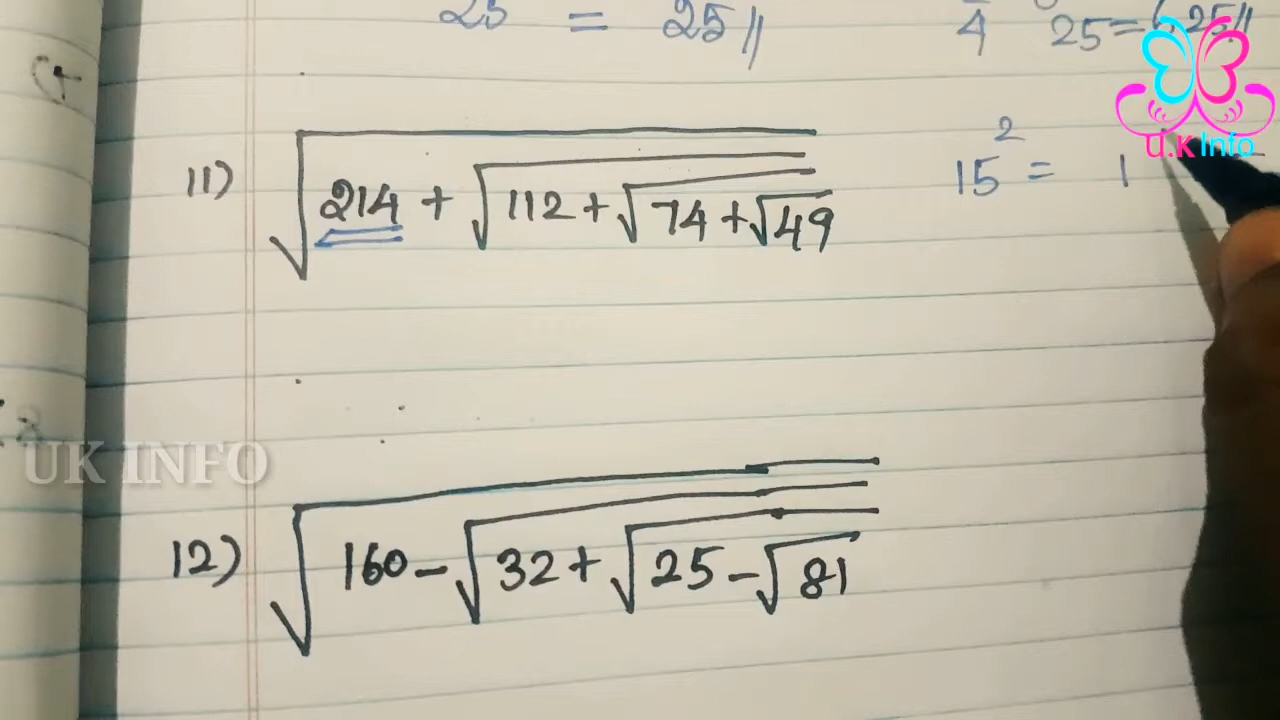 25 = 25 //
4 25 = 625 //
U.K Info
11) √(214 + √(112 + √(74 + √49)))
15² = 1
UK INFO
12) √(160 - √(32 + √(25 - √81)))